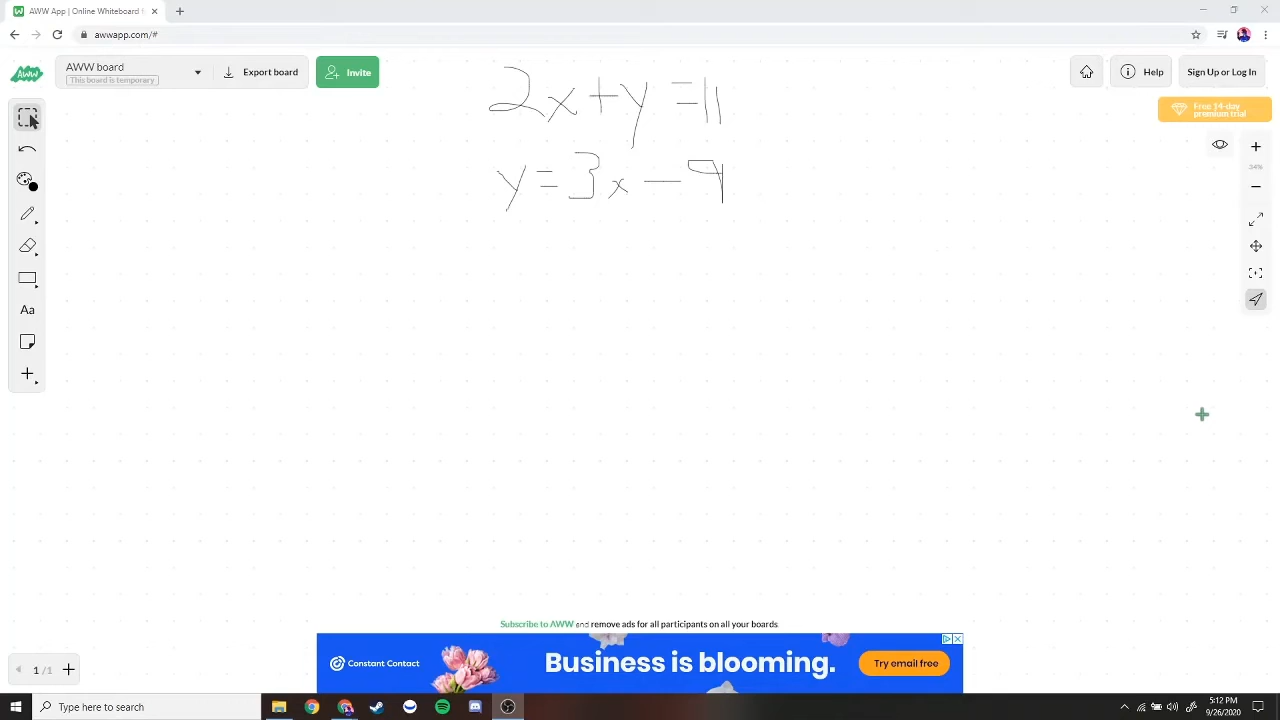 AWW App | Online Whiteboard
awwapp.com/#
AWW
AWW board
This board is temporary
Export board
Invite
Help
Sign Up or Log In
Free 14-day
premium trial
34%
2x+y=11
y=3x-9
Aa
Subscribe to AWW and remove ads for all participants on all your boards
Constant Contact
Business is blooming.
Try email free
1/1
Type here to search
5:12 PM
9/26/2020